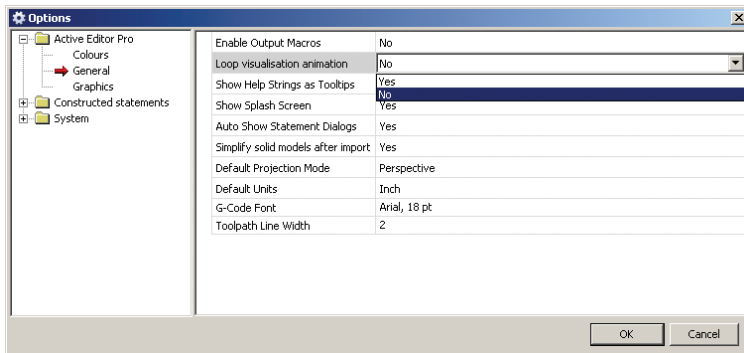 Options
Active Editor Pro
Colours
General
Graphics
Constructed statements
System
Enable Output Macros No
Loop visualisation animation No
Yes
No
Show Help Strings as Tooltips
Show Splash Screen Yes
Auto Show Statement Dialogs Yes
Simplify solid models after import Yes
Default Projection Mode Perspective
Default Units Inch
G-Code Font Arial, 18 pt
Toolpath Line Width 2
OK Cancel